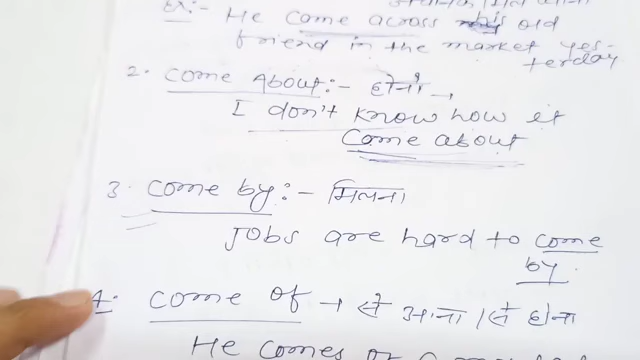 Ex:- He come across his old
friend in the market yes-
terday
2. Come About:- होना →
I don't know how it
come about
3. Come by:- मिलना
Jobs are hard to come
by.
4. Come of → से आना / से होना
He comes of a